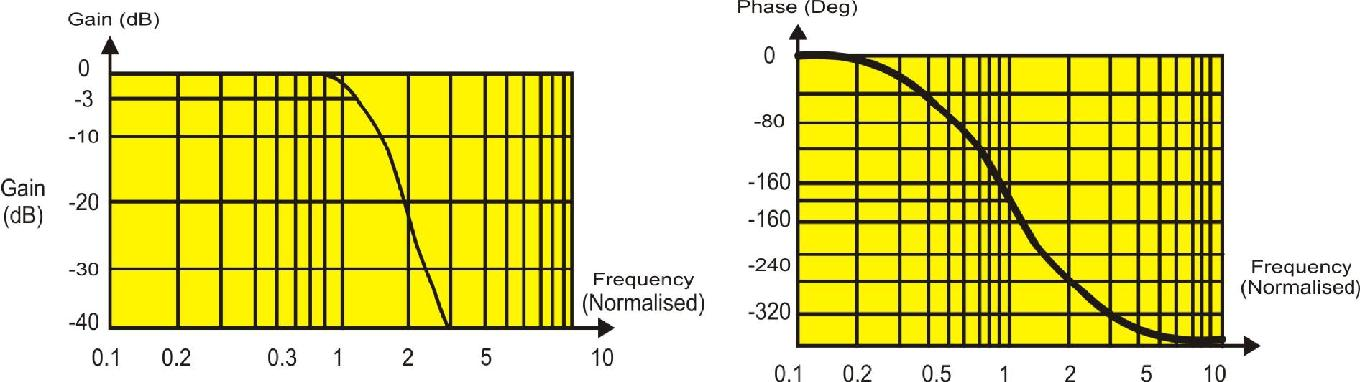 Gain (dB)
0
-3
-10
Gain
(dB)
-20
-30
-40
Frequency
(Normalised)
0.1 0.2 0.3 1 2 5 10
Phase (Deg)
0
-80
-160
-160
-240
-320
Frequency
(Normalised)
0.1 0.2 0.5 1 2 5 10